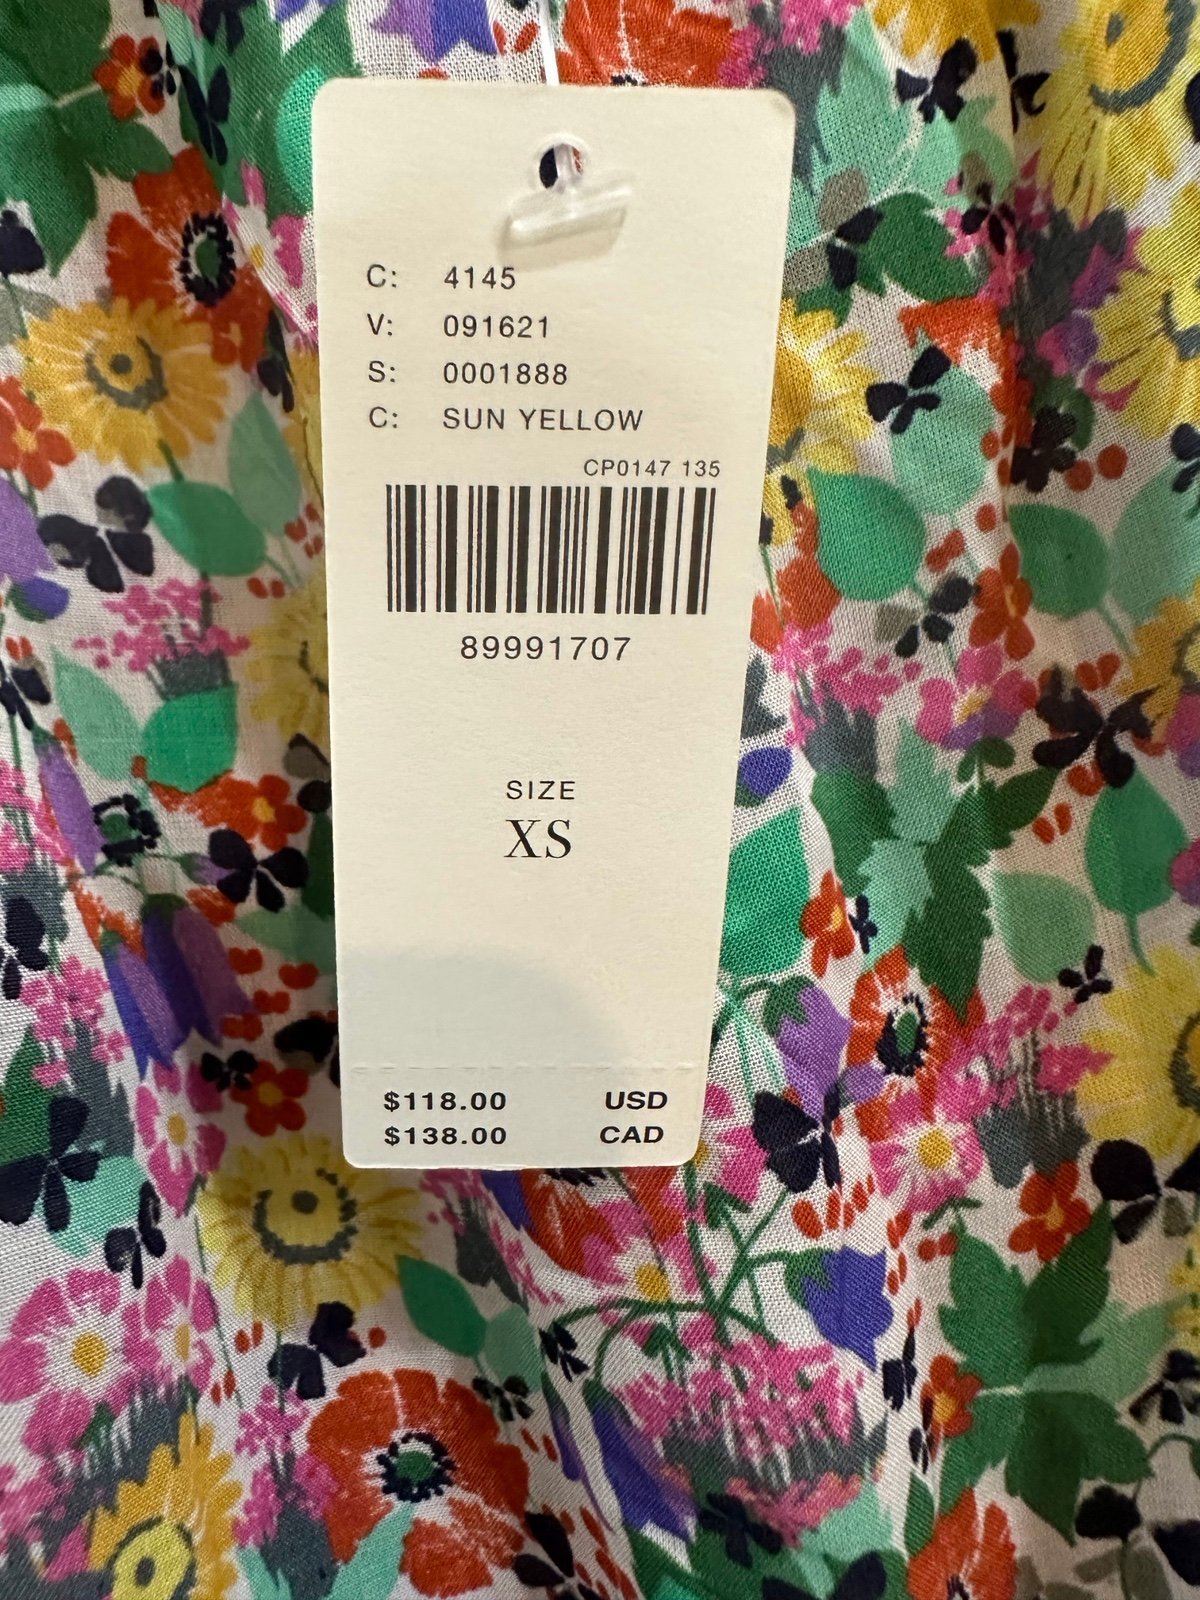 C: 4145
V: 091621
S: 0001888
C: SUN YELLOW
CP0147 135
89991707
SIZE
XS
$118.00 USD
$138.00 CAD